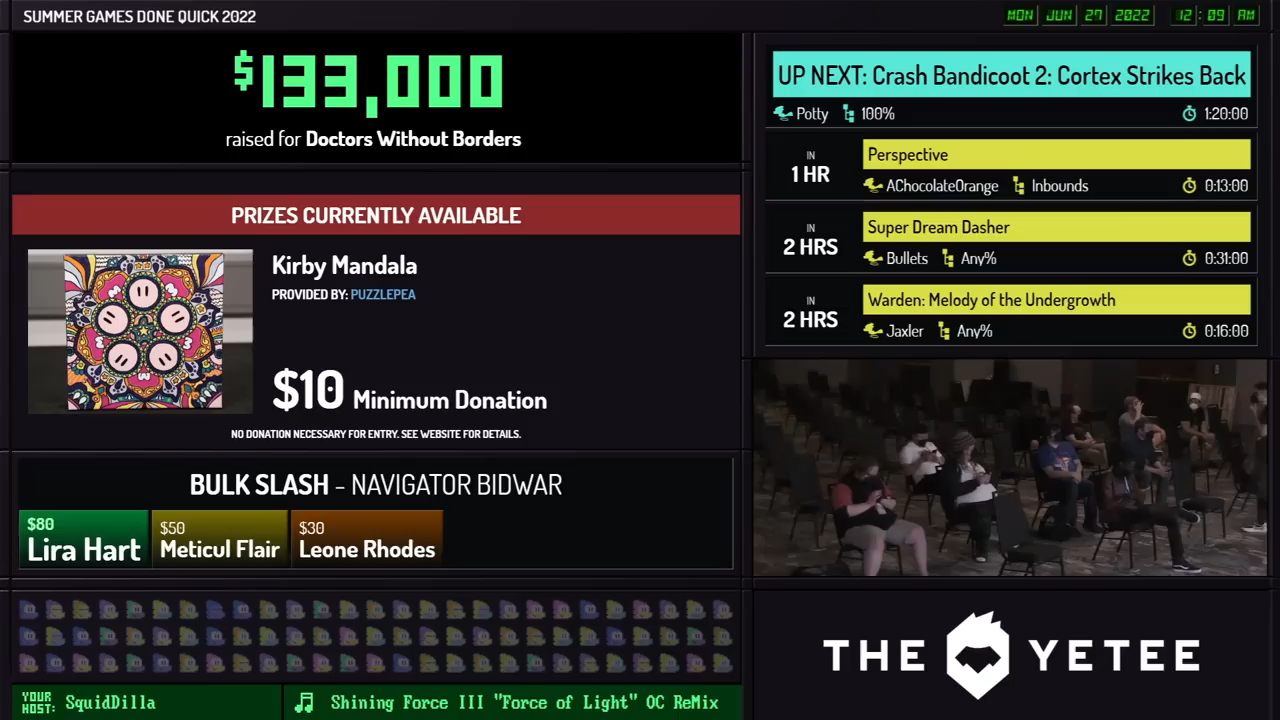 SUMMER GAMES DONE QUICK 2022
MON JUN 27 2022 12:09 AM
$133,000
raised for Doctors Without Borders
PRIZES CURRENTLY AVAILABLE
Kirby Mandala
PROVIDED BY: PUZZLEPEA
$10 Minimum Donation
NO DONATION NECESSARY FOR ENTRY. SEE WEBSITE FOR DETAILS.
BULK SLASH - NAVIGATOR BIDWAR
$80
Lira Hart
$50
Meticul Flair
$30
Leone Rhodes
YOUR HOST: SquidDilla
Shining Force III "Force of Light" OC ReMix
UP NEXT: Crash Bandicoot 2: Cortex Strikes Back
Potty 100% 1:20:00
IN
1 HR
Perspective
AChocolateOrange Inbounds 0:13:00
IN
2 HRS
Super Dream Dasher
Bullets Any% 0:31:00
IN
2 HRS
Warden: Melody of the Undergrowth
Jaxler Any% 0:16:00
THE YETEE